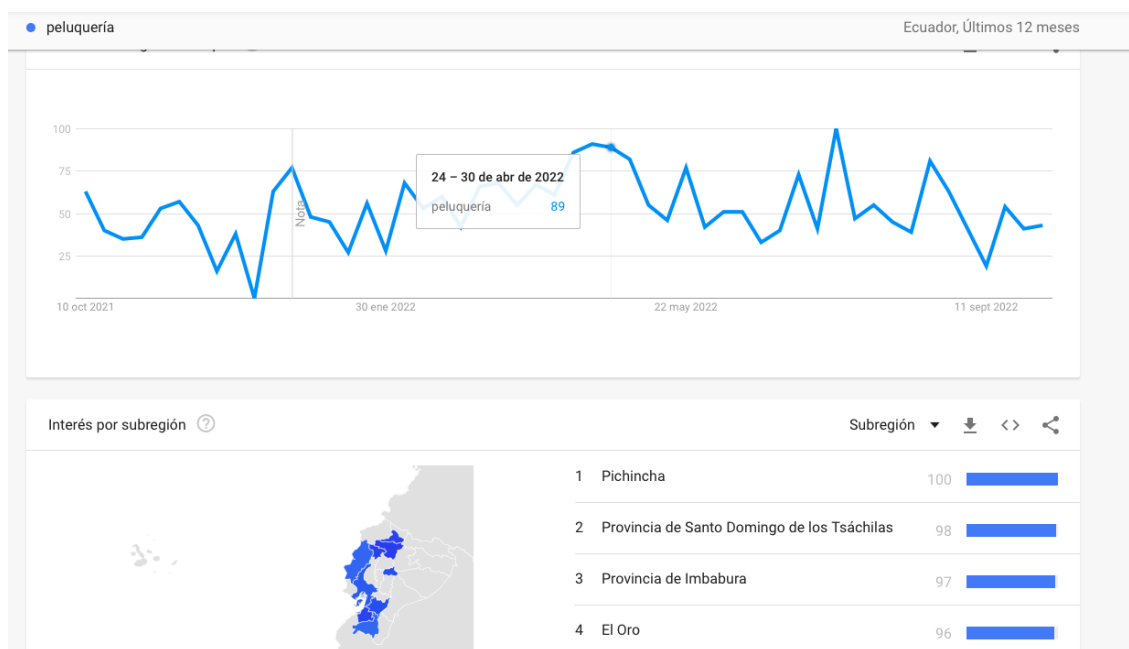 peluquería
Ecuador, Últimos 12 meses
100
75
50
25
Nota
24 – 30 de abr de 2022
peluquería 89
10 oct 2021
30 ene 2022
22 may 2022
11 sept 2022
Interés por subregión ?
Subregión
1 Pichincha 100
2 Provincia de Santo Domingo de los Tsáchilas 98
3 Provincia de Imbabura 97
4 El Oro 96